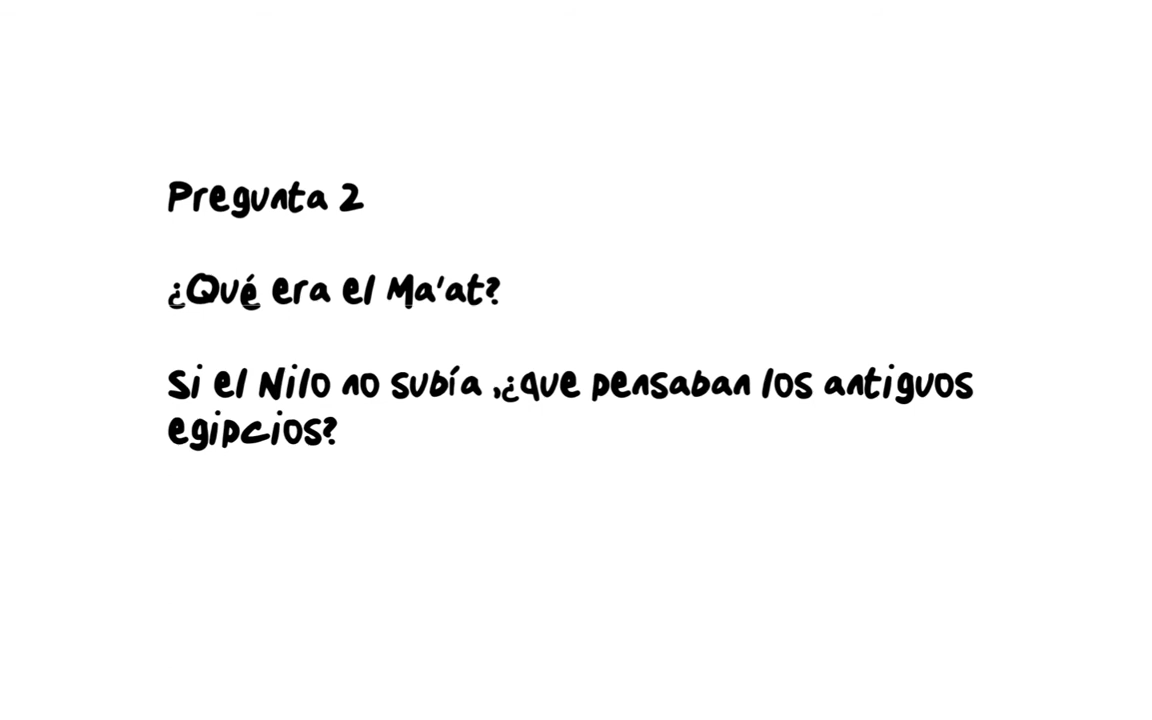 Pregunta 2
¿Qué era el Ma'at?
Si el Nilo no subía ,¿que pensaban los antiguos
egipcios?